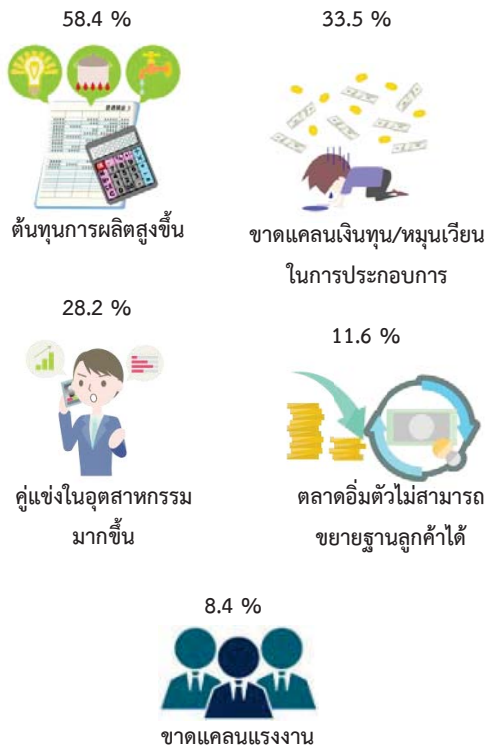 58.4 %
33.5 %
ต้นทุนการผลิตสูงขึ้น
ขาดแคลนเงินทุน/หมุนเวียน
ในการประกอบการ
28.2 %
11.6 %
คู่แข่งในอุตสาหกรรม
มากขึ้น
ตลาดอิ่มตัวไม่สามารถ
ขยายฐานลูกค้าได้
8.4 %
ขาดแคลนแรงงาน